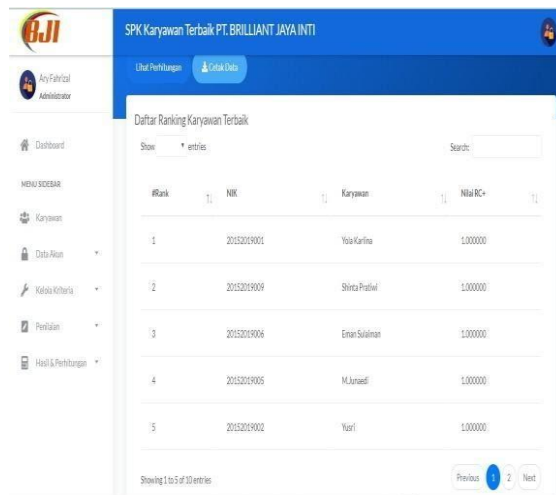 BJI
SPK Karyawan Terbaik PT. BRILLIANT JAYA INTI
Ary Fahrizal
Administrator
Dashboard
MENU SIDEBAR
Karyawan
Data Akun
Kelola Kriteria
Penilaian
Hasil & Perhitungan
Lihat Perhitungan
Cetak Data
Daftar Ranking Karyawan Terbaik
Show entries
Search:
#Rank NIK Karyawan Nilai RC+
1 20152019001 Yola Karlina 1.000000
2 20152019009 Shinta Pratiwi 1.000000
3 20152019006 Eman Sulaiman 1.000000
4 20152019005 M.Junaedi 1.000000
5 20152019002 Yusri 1.000000
Showing 1 to 5 of 10 entries
Previous 1 2 Next